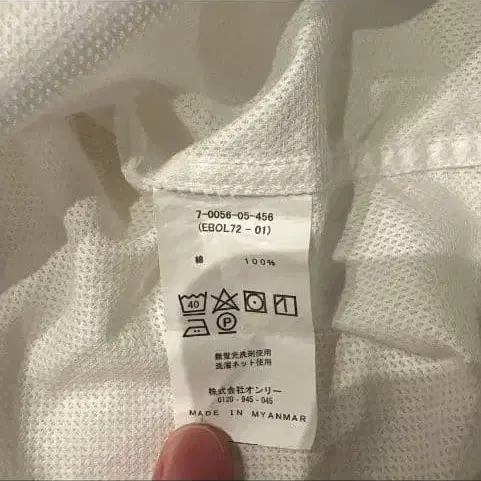 7-0056-05-456
(EBOL72-01)
綿 100%
40
P
無蛍光洗剤使用
洗濯ネット使用
株式会社オンリー
0120-945-045
MADE IN MYANMAR